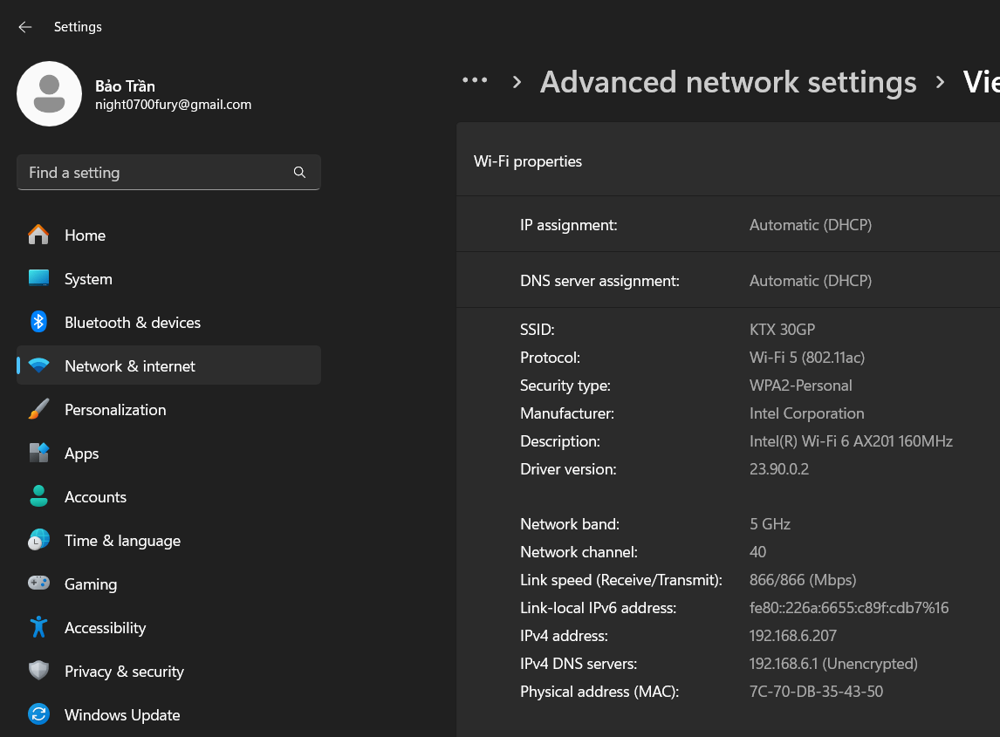 Settings
Bảo Trần
night0700fury@gmail.com
Find a setting
Home
System
Bluetooth & devices
Network & internet
Personalization
Apps
Accounts
Time & language
Gaming
Accessibility
Privacy & security
Windows Update
··· > Advanced network settings > Vie
Wi-Fi properties
IP assignment: Automatic (DHCP)
DNS server assignment: Automatic (DHCP)
SSID: KTX 30GP
Protocol: Wi-Fi 5 (802.11ac)
Security type: WPA2-Personal
Manufacturer: Intel Corporation
Description: Intel(R) Wi-Fi 6 AX201 160MHz
Driver version: 23.90.0.2
Network band: 5 GHz
Network channel: 40
Link speed (Receive/Transmit): 866/866 (Mbps)
Link-local IPv6 address: fe80::226a:6655:c89f:cdb7%16
IPv4 address: 192.168.6.207
IPv4 DNS servers: 192.168.6.1 (Unencrypted)
Physical address (MAC): 7C-70-DB-35-43-50